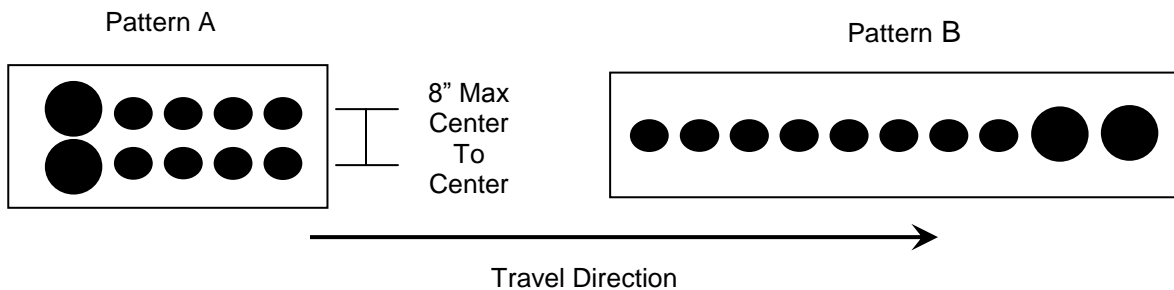 Pattern A
Pattern B
8” Max
Center
To
Center
Travel Direction